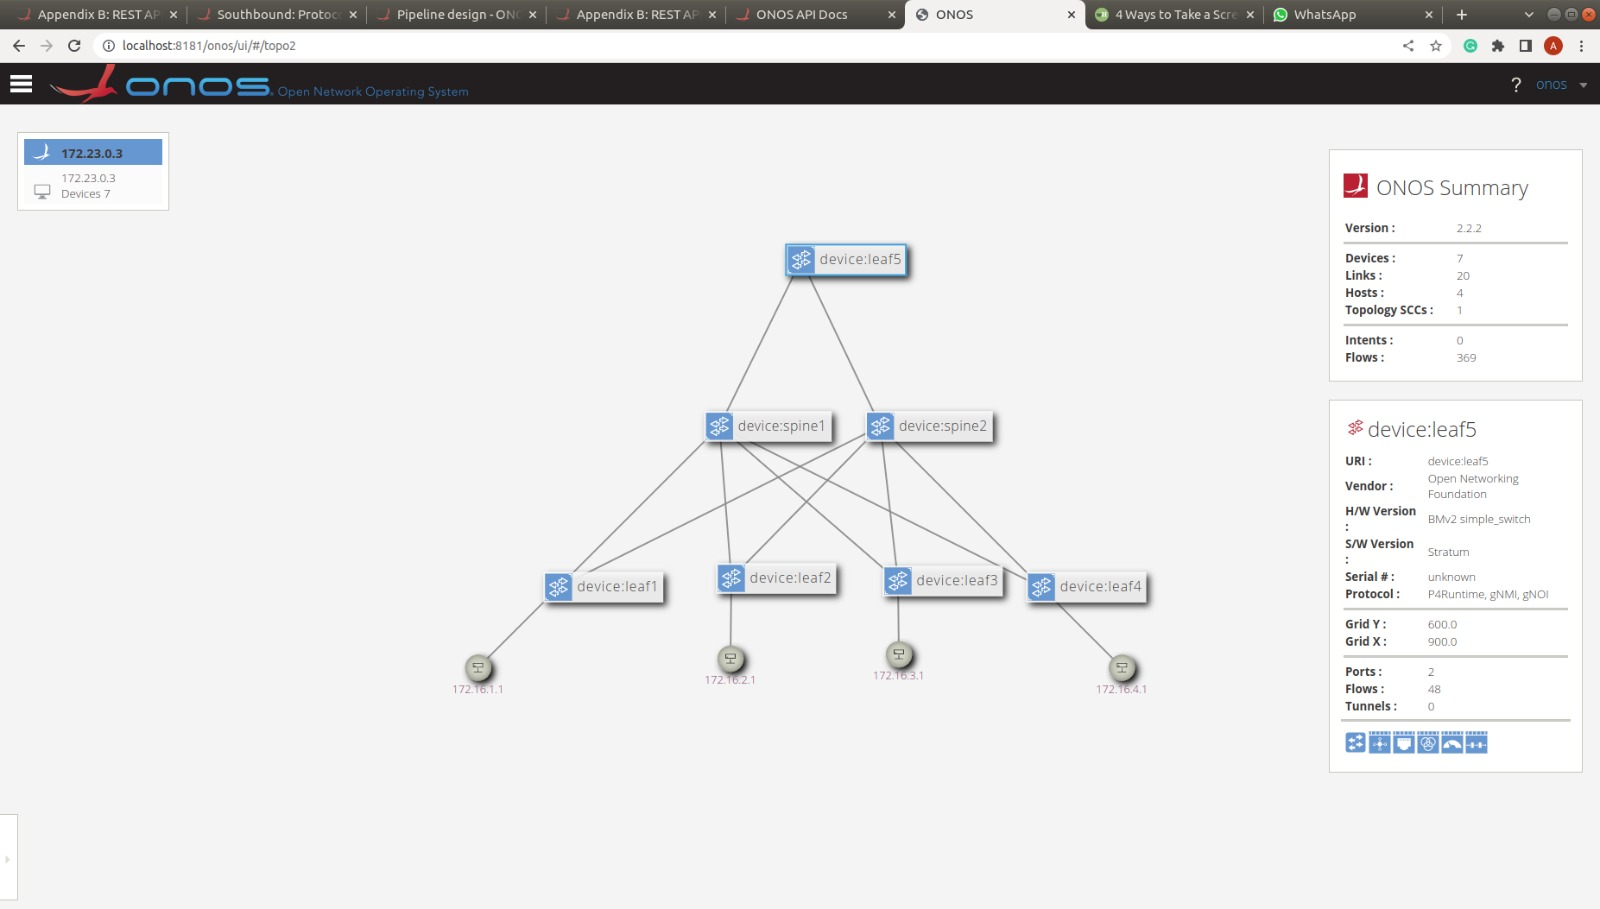 Appendix B: REST AP
Southbound: Protoc
Pipeline design - ON
Appendix B: REST AP
ONOS API Docs
ONOS
4 Ways to Take a Scre
WhatsApp
localhost:8181/onos/ui/#/topo2
A
onos. Open Network Operating System
? onos
172.23.0.3
172.23.0.3
Devices 7
device:leaf5
device:spine1
device:spine2
device:leaf1
device:leaf2
device:leaf3
device:leaf4
172.16.1.1
172.16.2.1
172.16.3.1
172.16.4.1
ONOS Summary
Version : 2.2.2
Devices : 7
Links : 20
Hosts : 4
Topology SCCs : 1
Intents : 0
Flows : 369
device:leaf5
URI : device:leaf5
Vendor : Open Networking
Foundation
H/W Version
: BMv2 simple_switch
S/W Version
: Stratum
Serial # : unknown
Protocol : P4Runtime, gNMI, gNOI
Grid Y : 600.0
Grid X : 900.0
Ports : 2
Flows : 48
Tunnels : 0